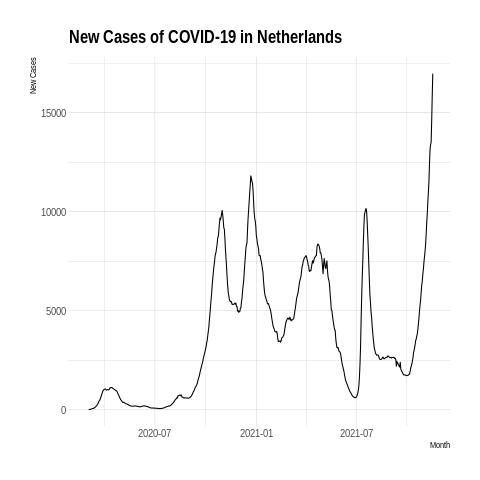 New Cases of COVID-19 in Netherlands
New Cases
15000
10000
5000
0
2020-07
2021-01
2021-07
Month